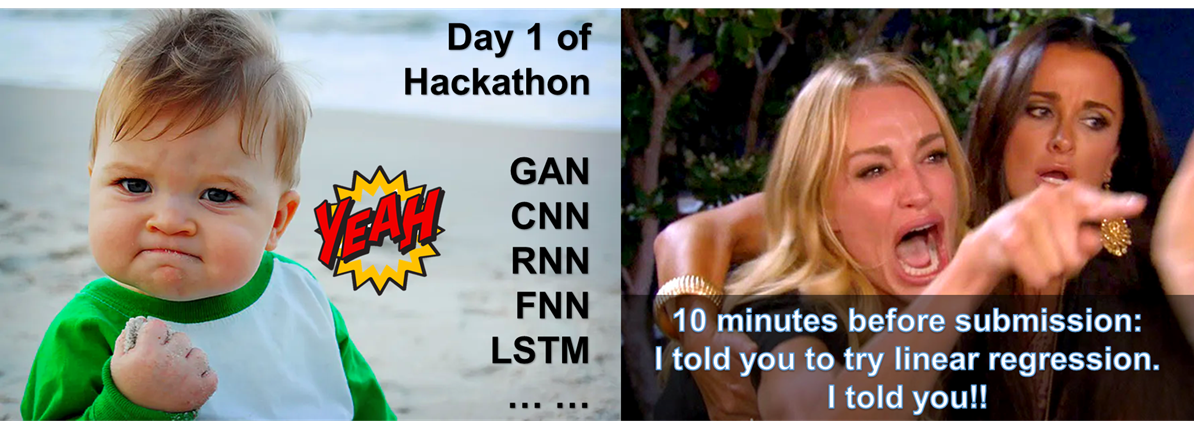 Day 1 of
Hackathon
YEAH
GAN
CNN
RNN
FNN
LSTM
... ...
10 minutes before submission:
I told you to try linear regression.
I told you!!